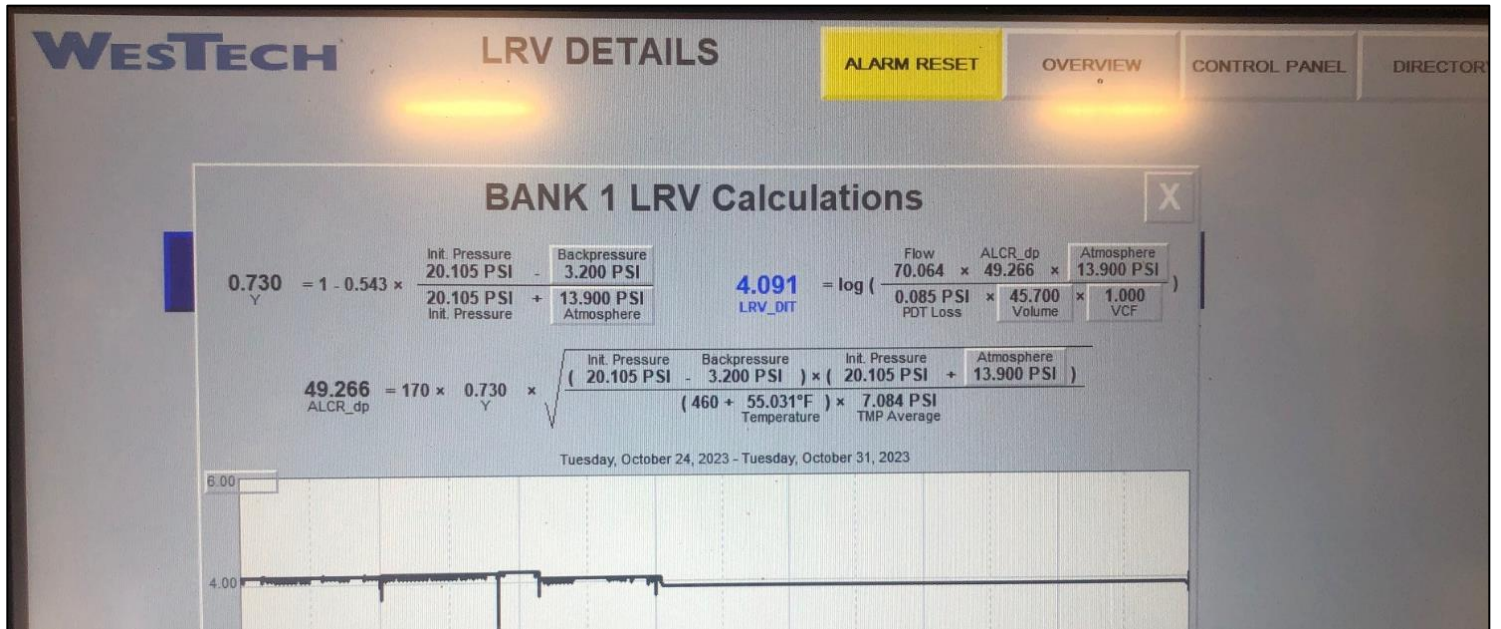 WESTECH LRV DETAILS ALARM RESET OVERVIEW CONTROL PANEL DIRECTOR
BANK 1 LRV Calculations X
Init. Pressure Backpressure
20.105 PSI - 3.200 PSI
0.730 = 1 - 0.543 ×
Y
20.105 PSI + 13.900 PSI
Init. Pressure Atmosphere
Flow ALCR_dp Atmosphere
70.064 × 49.266 × 13.900 PSI
4.091 = log ( )
LRV_DIT
0.085 PSI × 45.700 × 1.000
PDT Loss Volume VCF
Init. Pressure Backpressure Init. Pressure Atmosphere
( 20.105 PSI - 3.200 PSI ) × ( 20.105 PSI + 13.900 PSI )
49.266 = 170 × 0.730 × √
ALCR_dp Y
( 460 + 55.031°F ) × 7.084 PSI
Temperature TMP Average
Tuesday, October 24, 2023 - Tuesday, October 31, 2023
6.00
4.00